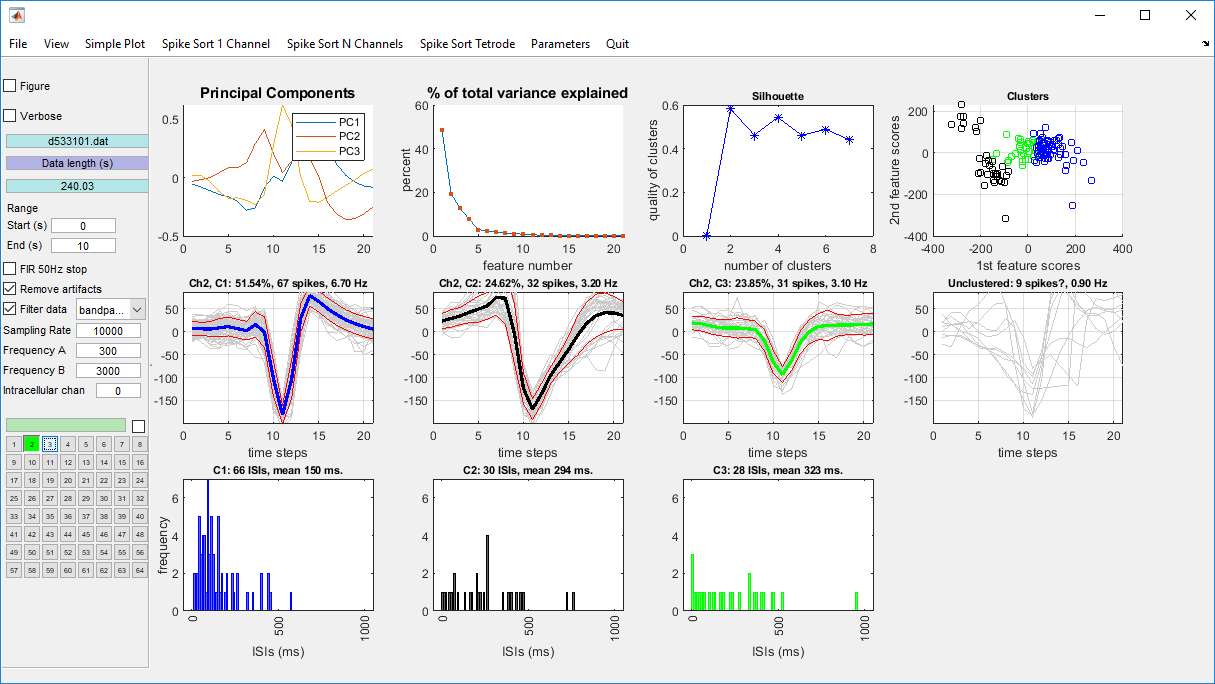 File View Simple Plot Spike Sort 1 Channel Spike Sort N Channels Spike Sort Tetrode Parameters Quit
Figure
Verbose
d533101.dat
Data length (s)
240.03
Range
Start (s) 0
End (s) 10
FIR 50Hz stop
Remove artifacts
Filter data bandpa...
Sampling Rate 10000
Frequency A 300
Frequency B 3000
Intracellular chan 0
1 2 3 4 5 6 7 8
9 10 11 12 13 14 15 16
17 18 19 20 21 22 23 24
25 26 27 28 29 30 31 32
33 34 35 36 37 38 39 40
41 42 43 44 45 46 47 48
49 50 51 52 53 54 55 56
57 58 59 60 61 62 63 64
Principal Components
PC1
PC2
PC3
0.5
0
-0.5
0 5 10 15 20
% of total variance explained
percent
60
40
20
0
0 5 10 15 20
feature number
Silhouette
quality of clusters
0.6
0.4
0.2
0
0 2 4 6 8
number of clusters
Clusters
2nd feature scores
200
0
-200
-400
-400 -200 0 200 400
1st feature scores
Ch2, C1: 51.54%, 67 spikes, 6.70 Hz
50
0
-50
-100
-150
0 5 10 15 20
time steps
Ch2, C2: 24.62%, 32 spikes, 3.20 Hz
50
0
-50
-100
-150
0 5 10 15 20
time steps
Ch2, C3: 23.85%, 31 spikes, 3.10 Hz
50
0
-50
-100
-150
0 5 10 15 20
time steps
Unclustered: 9 spikes?, 0.90 Hz
50
0
-50
-100
-150
0 5 10 15 20
time steps
C1: 66 ISIs, mean 150 ms.
frequency
6
4
2
0
0 500 1000
ISIs (ms)
C2: 30 ISIs, mean 294 ms.
6
4
2
0
0 500 1000
ISIs (ms)
C3: 28 ISIs, mean 323 ms.
6
4
2
0
0 500 1000
ISIs (ms)